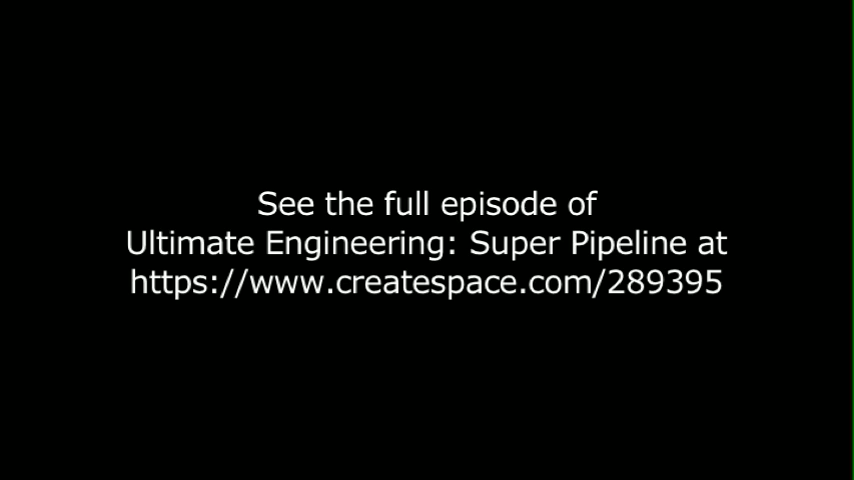 See the full episode of
Ultimate Engineering: Super Pipeline at
https://www.createspace.com/289395